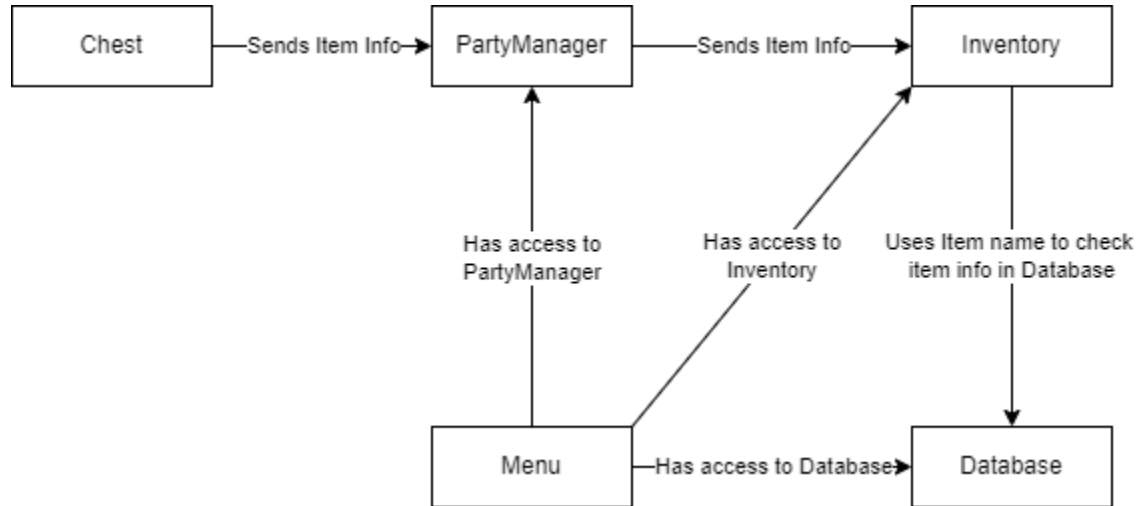 Chest
Sends Item Info
PartyManager
Sends Item Info
Inventory
Has access to
PartyManager
Has access to
Inventory
Uses Item name to check
item info in Database
Menu
Has access to Database
Database